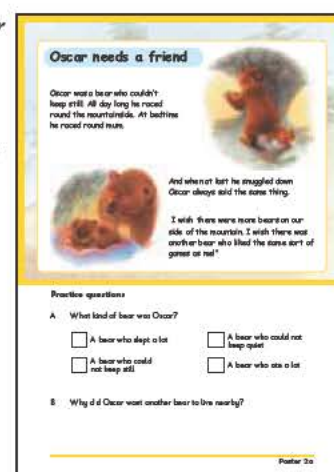 Oscar needs a friend
Oscar was a bear who couldn't
keep still. All day long he raced
round the mountainside. At bedtime
he raced round mum.
And when at last he snuggled down
Oscar always said the same thing.
I wish there were more bears on our
side of the mountain. I wish there was
another bear who liked the same sort of
games as me!"
Practice questions
A What kind of bear was Oscar?
A bear who slept a lot
A bear who could not
keep quiet
A bear who could
not keep still
A bear who ate a lot
B Why did Oscar want another bear to live nearby?
Poster 2a